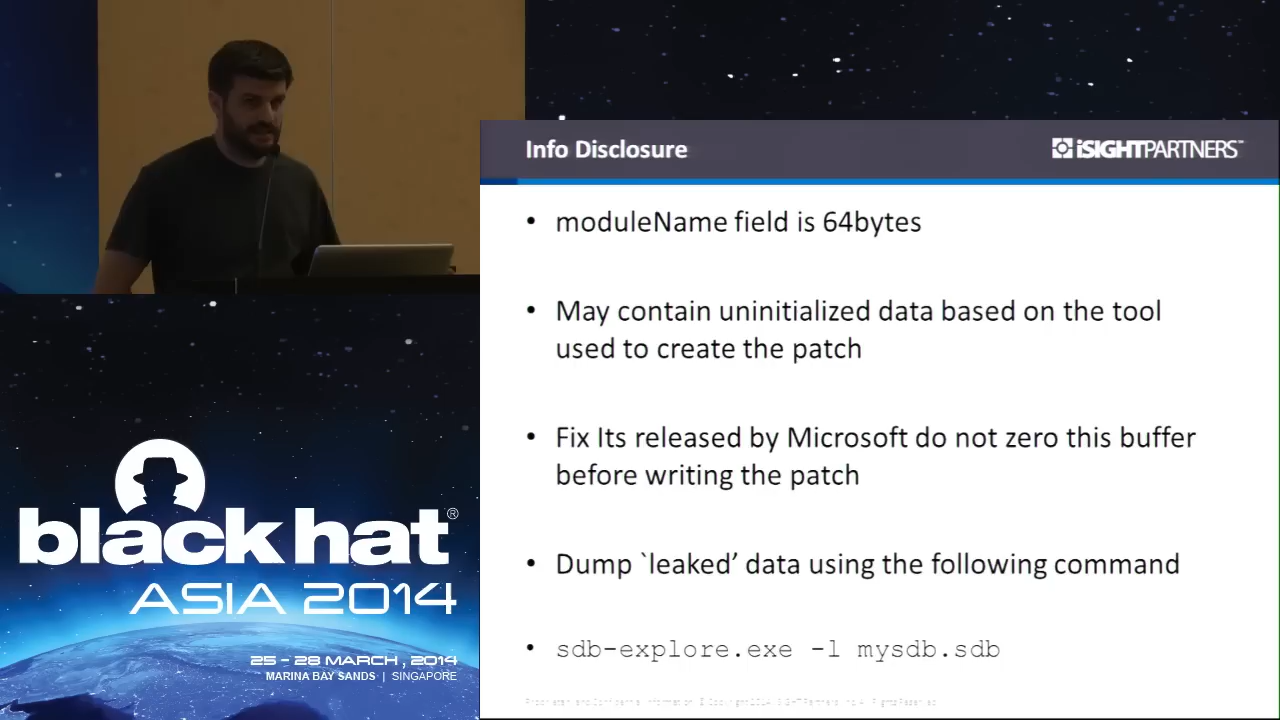 Info Disclosure
iSIGHTPARTNERS
• moduleName field is 64bytes
• May contain uninitialized data based on the tool
used to create the patch
• Fix Its released by Microsoft do not zero this buffer
before writing the patch
• Dump `leaked’ data using the following command
• sdb-explore.exe -l mysdb.sdb
black hat®
ASIA 2014
25 - 28 MARCH, 2014
MARINA BAY SANDS | SINGAPORE